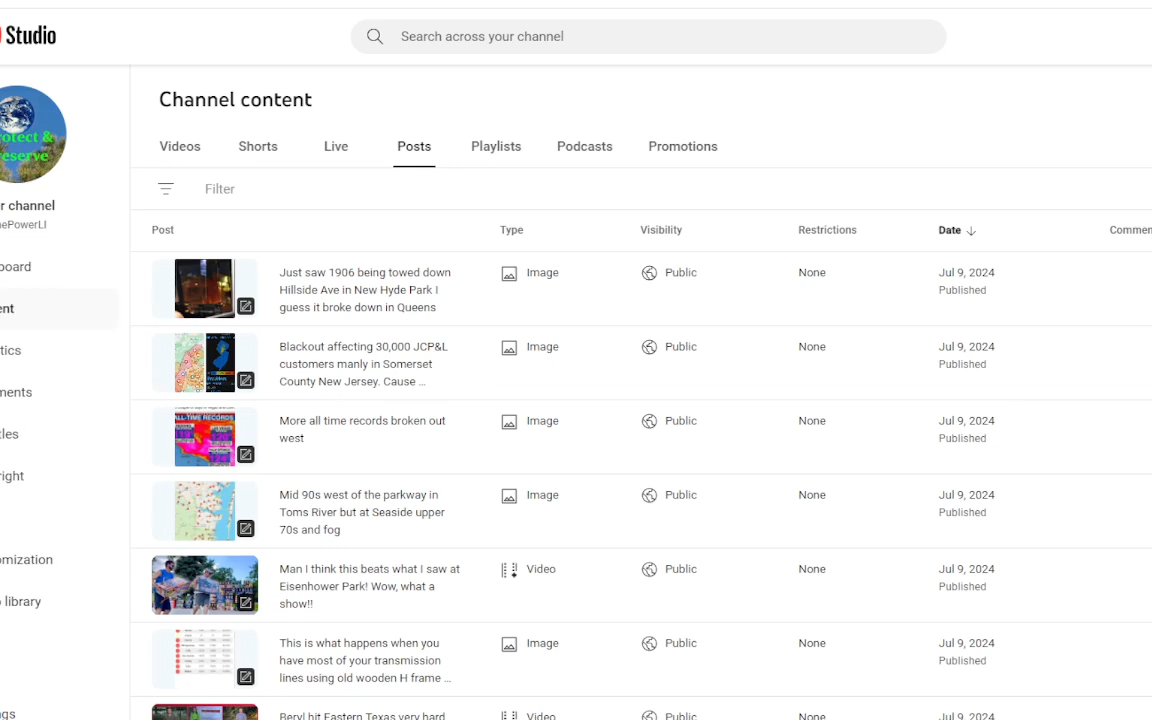 Studio
Search across your channel
Channel content
Videos Shorts Live Posts Playlists Podcasts Promotions
Filter
Post Type Visibility Restrictions Date Commen
otect &
eserve
r channel
ePowerLI
board
ent
tics
ments
tles
right
omization
library
ngs
Just saw 1906 being towed down Image Public None Jul 9, 2024
Hillside Ave in New Hyde Park I Published
guess it broke down in Queens
Blackout affecting 30,000 JCP&L Image Public None Jul 9, 2024
customers manly in Somerset Published
County New Jersey. Cause ...
More all time records broken out Image Public None Jul 9, 2024
west Published
ALL-TIME RECORDS
Mid 90s west of the parkway in Image Public None Jul 9, 2024
Toms River but at Seaside upper Published
70s and fog
Man I think this beats what I saw at Video Public None Jul 9, 2024
Eisenhower Park! Wow, what a Published
show!!
This is what happens when you Image Public None Jul 9, 2024
have most of your transmission Published
lines using old wooden H frame ...
Beryl hit Eastern Texas very hard Video Public None Jul 9, 2024